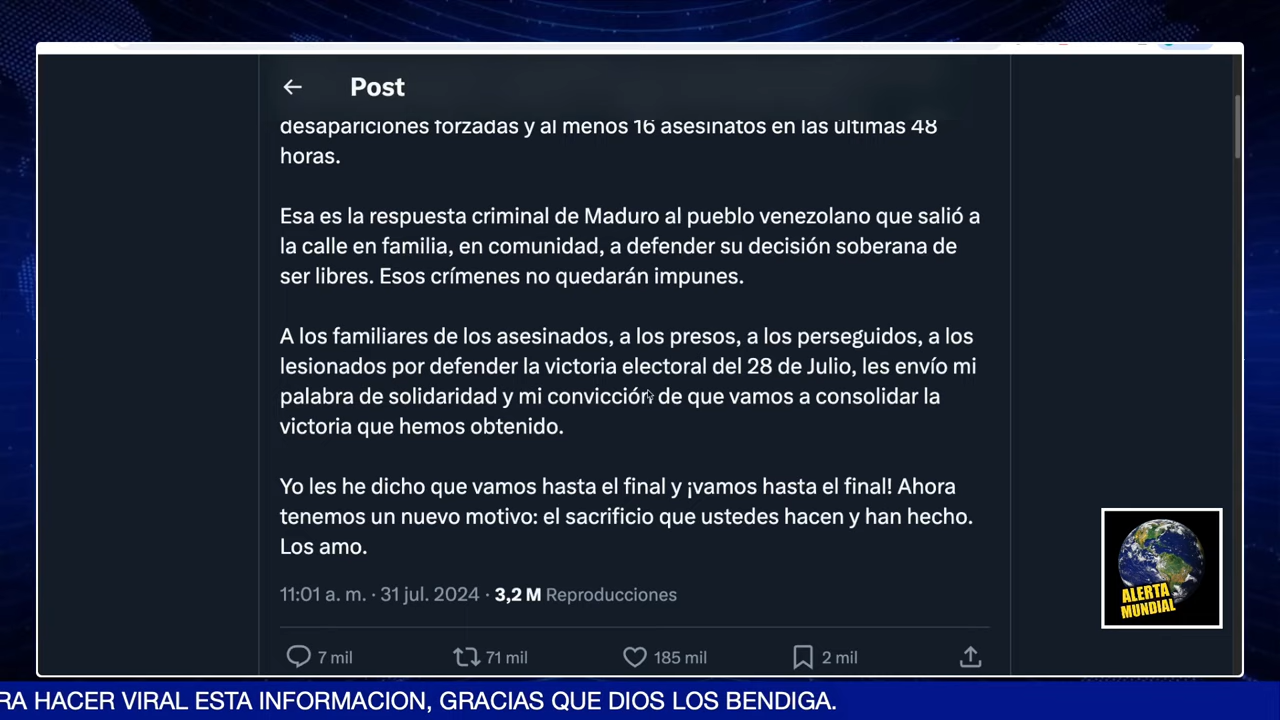 Post
desapariciones forzadas y al menos 16 asesinatos en las últimas 48
horas.
Esa es la respuesta criminal de Maduro al pueblo venezolano que salió a
la calle en familia, en comunidad, a defender su decisión soberana de
ser libres. Esos crímenes no quedarán impunes.
A los familiares de los asesinados, a los presos, a los perseguidos, a los
lesionados por defender la victoria electoral del 28 de Julio, les envío mi
palabra de solidaridad y mi convicción de que vamos a consolidar la
victoria que hemos obtenido.
Yo les he dicho que vamos hasta el final y ¡vamos hasta el final! Ahora
tenemos un nuevo motivo: el sacrificio que ustedes hacen y han hecho.
Los amo.
11:01 a. m. · 31 jul. 2024 · 3,2 M Reproducciones
7 mil 71 mil 185 mil 2 mil
ALERTA
MUNDIAL
RA HACER VIRAL ESTA INFORMACION, GRACIAS QUE DIOS LOS BENDIGA.